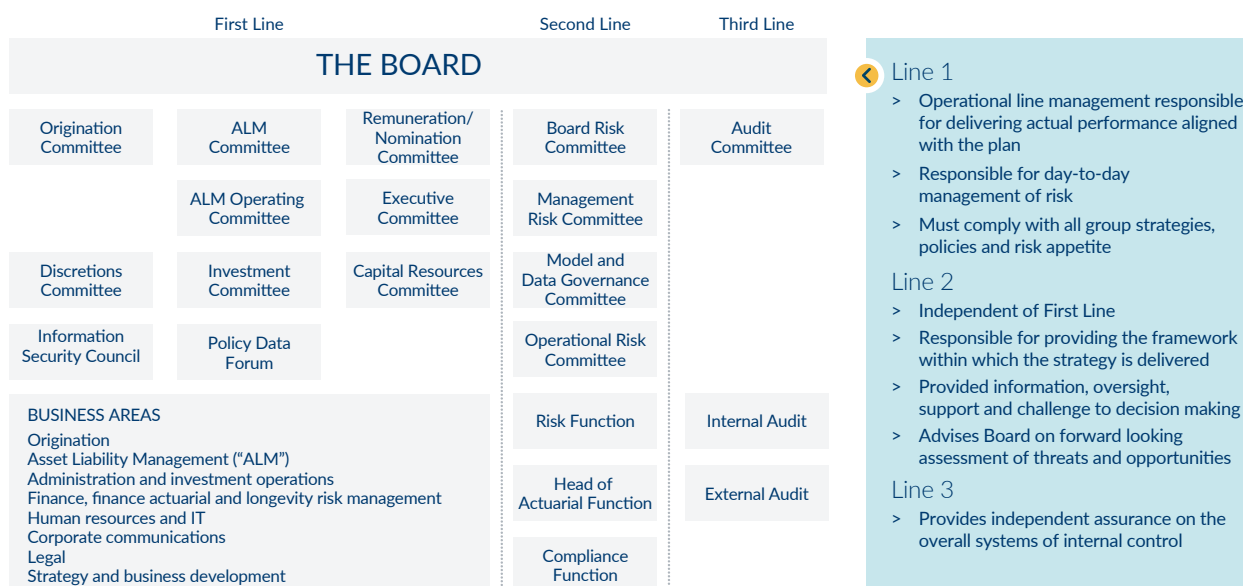 First Line
Second Line
Third Line
THE BOARD
Origination
Committee
ALM
Committee
Remuneration/
Nomination
Committee
Board Risk
Committee
Audit
Committee
ALM Operating
Committee
Executive
Committee
Management
Risk Committee
Discretions
Committee
Investment
Committee
Capital Resources
Committee
Model and
Data Governance
Committee
Information
Security Council
Policy Data
Forum
Operational Risk
Committee
BUSINESS AREAS
Origination
Asset Liability Management (“ALM”)
Administration and investment operations
Finance, finance actuarial and longevity risk management
Human resources and IT
Corporate communications
Legal
Strategy and business development
Risk Function
Internal Audit
Head of
Actuarial Function
External Audit
Compliance
Function
Line 1
> Operational line management responsible
for delivering actual performance aligned
with the plan
> Responsible for day-to-day
management of risk
> Must comply with all group strategies,
policies and risk appetite
Line 2
> Independent of First Line
> Responsible for providing the framework
within which the strategy is delivered
> Provided information, oversight,
support and challenge to decision making
> Advises Board on forward looking
assessment of threats and opportunities
Line 3
> Provides independent assurance on the
overall systems of internal control